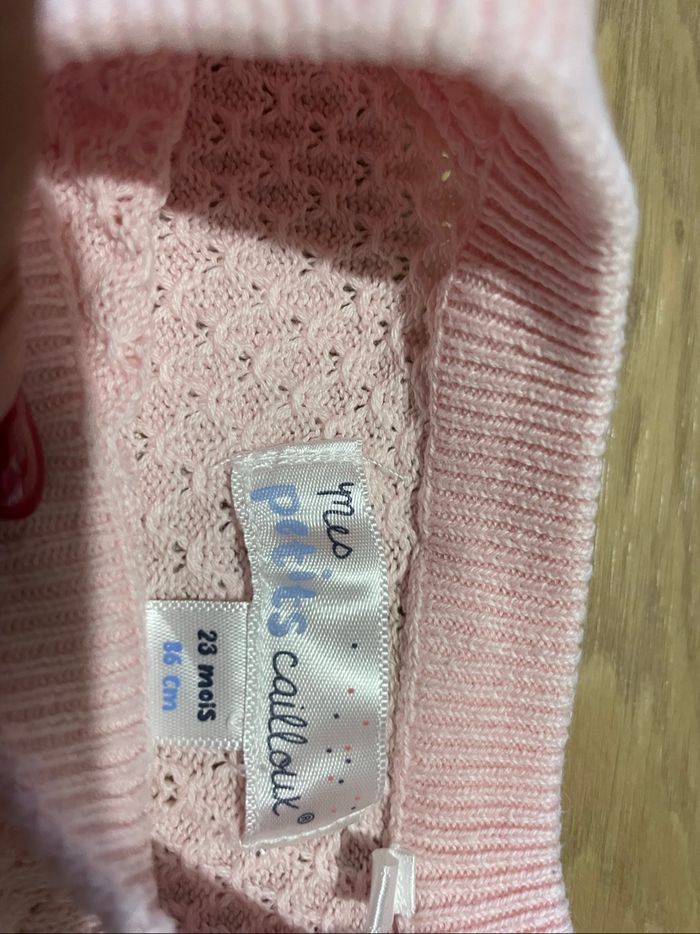 mes
petits
cailloux®
23 mois
86 cm